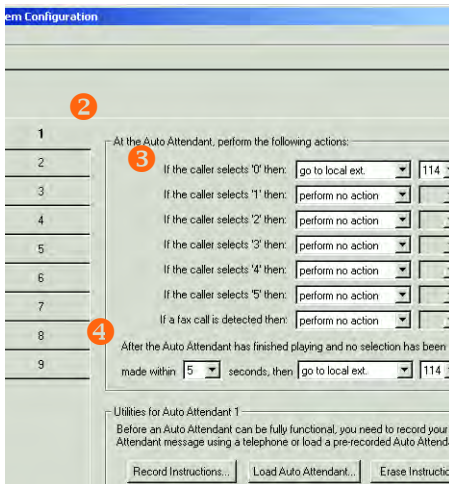 em Configuration
2
1
At the Auto Attendant, perform the following actions:
2
3
If the caller selects '0' then: go to local ext. 114
3
If the caller selects '1' then: perform no action
4
If the caller selects '2' then: perform no action
5
If the caller selects '3' then: perform no action
6
If the caller selects '4' then: perform no action
7
If the caller selects '5' then: perform no action
8
If a fax call is detected then: perform no action
4
9
After the Auto Attendant has finished playing and no selection has been
made within 5 seconds, then go to local ext. 114
Utilities for Auto Attendant 1
Before an Auto Attendant can be fully functional, you need to record your
Attendant message using a telephone or load a pre-recorded Auto Attend
Record Instructions... Load Auto Attendant... Erase Instructio